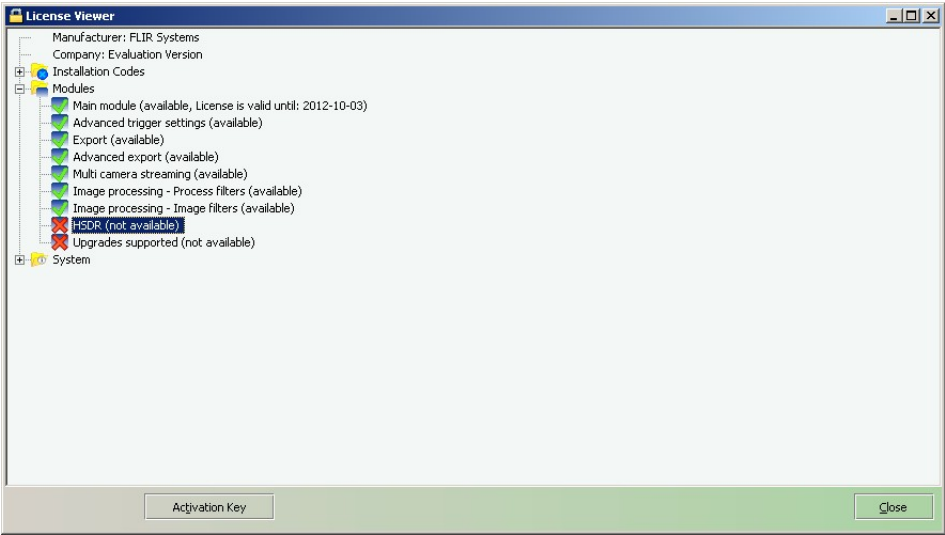 License Viewer
Manufacturer: FLIR Systems
Company: Evaluation Version
Installation Codes
Modules
Main module (available, License is valid until: 2012-10-03)
Advanced trigger settings (available)
Export (available)
Advanced export (available)
Multi camera streaming (available)
Image processing - Process filters (available)
Image processing - Image filters (available)
HSDR (not available)
Upgrades supported (not available)
System
Activation Key
Close